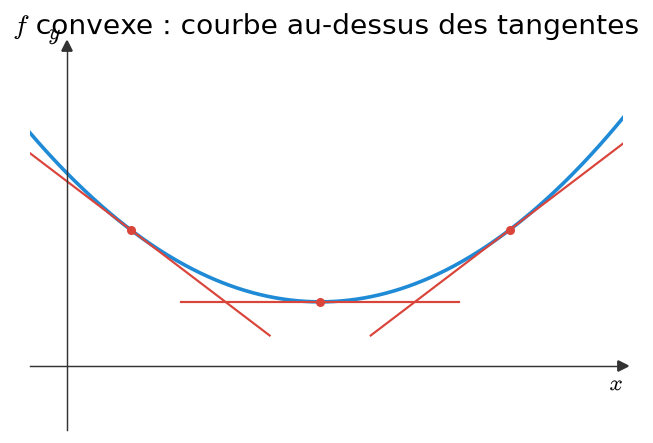 f convexe : courbe au-dessus des tangentes
y
x